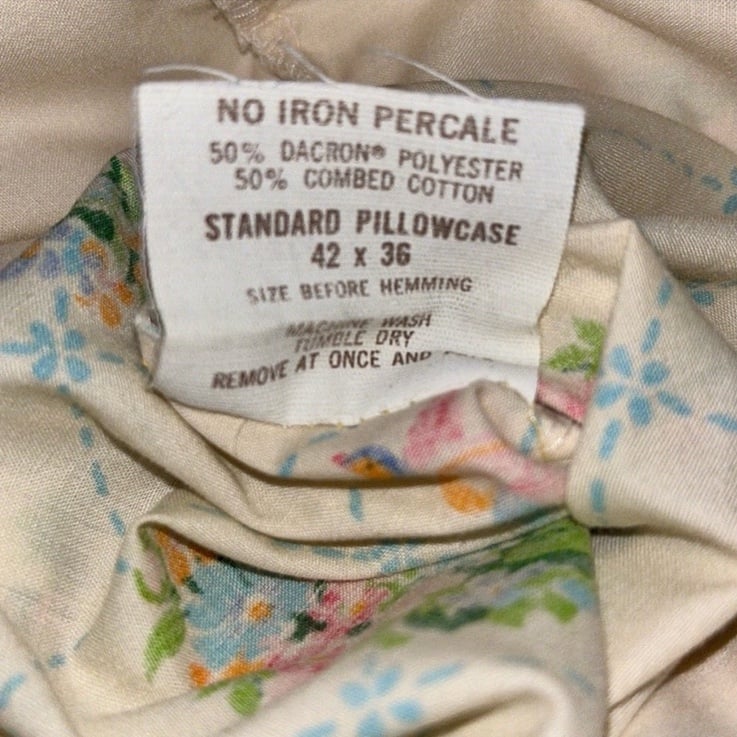 NO IRON PERCALE
50% DACRON® POLYESTER
50% COMBED COTTON
STANDARD PILLOWCASE
42 x 36
SIZE BEFORE HEMMING
MACHINE WASH
TUMBLE DRY
REMOVE AT ONCE AND